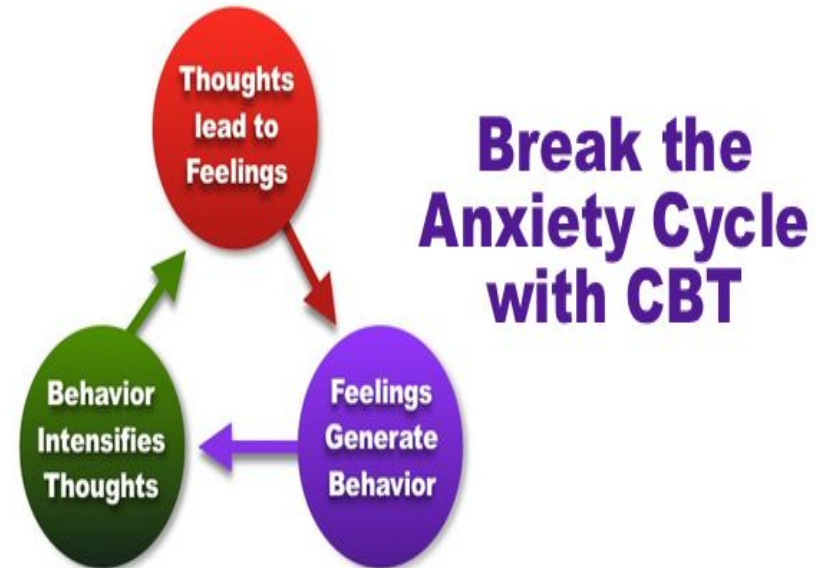 Thoughts
lead to
Feelings
Break the
Anxiety Cycle
with CBT
Behavior
Intensifies
Thoughts
Feelings
Generate
Behavior